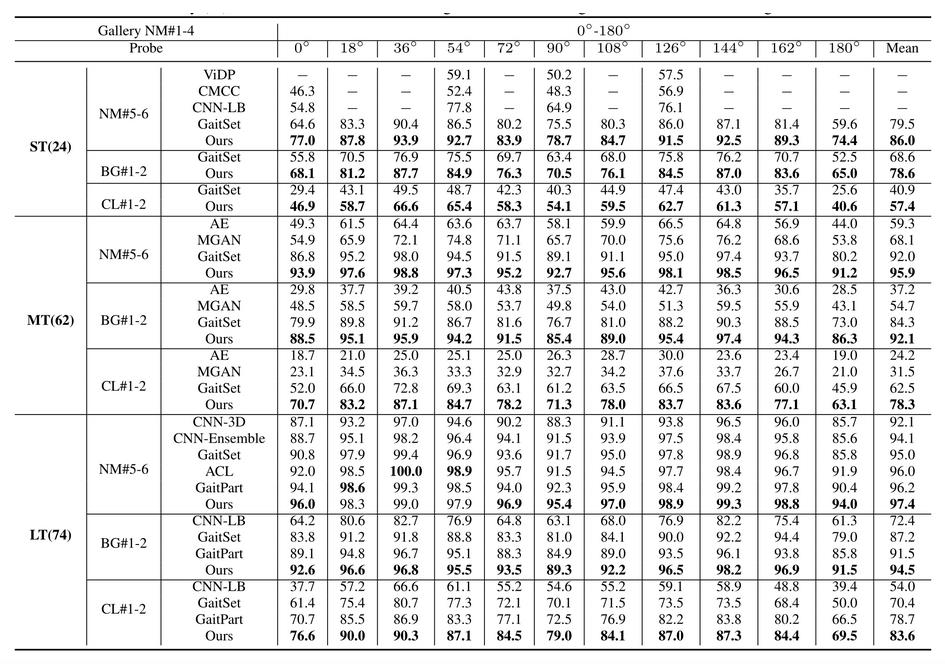 Gallery NM#1-4 0°-180°
Probe 0° 18° 36° 54° 72° 90° 108° 126° 144° 162° 180° Mean
ST(24) NM#5-6 ViDP — — — 59.1 — 50.2 — 57.5 — — — —
CMCC 46.3 — — 52.4 — 48.3 — 56.9 — — — —
CNN-LB 54.8 — — 77.8 — 64.9 — 76.1 — — — —
GaitSet 64.6 83.3 90.4 86.5 80.2 75.5 80.3 86.0 87.1 81.4 59.6 79.5
Ours 77.0 87.8 93.9 92.7 83.9 78.7 84.7 91.5 92.5 89.3 74.4 86.0
BG#1-2 GaitSet 55.8 70.5 76.9 75.5 69.7 63.4 68.0 75.8 76.2 70.7 52.5 68.6
Ours 68.1 81.2 87.7 84.9 76.3 70.5 76.1 84.5 87.0 83.6 65.0 78.6
CL#1-2 GaitSet 29.4 43.1 49.5 48.7 42.3 40.3 44.9 47.4 43.0 35.7 25.6 40.9
Ours 46.9 58.7 66.6 65.4 58.3 54.1 59.5 62.7 61.3 57.1 40.6 57.4
MT(62) NM#5-6 AE 49.3 61.5 64.4 63.6 63.7 58.1 59.9 66.5 64.8 56.9 44.0 59.3
MGAN 54.9 65.9 72.1 74.8 71.1 65.7 70.0 75.6 76.2 68.6 53.8 68.1
GaitSet 86.8 95.2 98.0 94.5 91.5 89.1 91.1 95.0 97.4 93.7 80.2 92.0
Ours 93.9 97.6 98.8 97.3 95.2 92.7 95.6 98.1 98.5 96.5 91.2 95.9
BG#1-2 AE 29.8 37.7 39.2 40.5 43.8 37.5 43.0 42.7 36.3 30.6 28.5 37.2
MGAN 48.5 58.5 59.7 58.0 53.7 49.8 54.0 51.3 59.5 55.9 43.1 54.7
GaitSet 79.9 89.8 91.2 86.7 81.6 76.7 81.0 88.2 90.3 88.5 73.0 84.3
Ours 88.5 95.1 95.9 94.2 91.5 85.4 89.0 95.4 97.4 94.3 86.3 92.1
CL#1-2 AE 18.7 21.0 25.0 25.1 25.0 26.3 28.7 30.0 23.6 23.4 19.0 24.2
MGAN 23.1 34.5 36.3 33.3 32.9 32.7 34.2 37.6 33.7 26.7 21.0 31.5
GaitSet 52.0 66.0 72.8 69.3 63.1 61.2 63.5 66.5 67.5 60.0 45.9 62.5
Ours 70.7 83.2 87.1 84.7 78.2 71.3 78.0 83.7 83.6 77.1 63.1 78.3
LT(74) NM#5-6 CNN-3D 87.1 93.2 97.0 94.6 90.2 88.3 91.1 93.8 96.5 96.0 85.7 92.1
CNN-Ensemble 88.7 95.1 98.2 96.4 94.1 91.5 93.9 97.5 98.4 95.8 85.6 94.1
GaitSet 90.8 97.9 99.4 96.9 93.6 91.7 95.0 97.8 98.9 96.8 85.8 95.0
ACL 92.0 98.5 100.0 98.9 95.7 91.5 94.5 97.7 98.4 96.7 91.9 96.0
GaitPart 94.1 98.6 99.3 98.5 94.0 92.3 95.9 98.4 99.2 97.8 90.4 96.2
Ours 96.0 98.3 99.0 97.9 96.9 95.4 97.0 98.9 99.3 98.8 94.0 97.4
BG#1-2 CNN-LB 64.2 80.6 82.7 76.9 64.8 63.1 68.0 76.9 82.2 75.4 61.3 72.4
GaitSet 83.8 91.2 91.8 88.8 83.3 81.0 84.1 90.0 92.2 94.4 79.0 87.2
GaitPart 89.1 94.8 96.7 95.1 88.3 84.9 89.0 93.5 96.1 93.8 85.8 91.5
Ours 92.6 96.6 96.8 95.5 93.5 89.3 92.2 96.5 98.2 96.9 91.5 94.5
CL#1-2 CNN-LB 37.7 57.2 66.6 61.1 55.2 54.6 55.2 59.1 58.9 48.8 39.4 54.0
GaitSet 61.4 75.4 80.7 77.3 72.1 70.1 71.5 73.5 73.5 68.4 50.0 70.4
GaitPart 70.7 85.5 86.9 83.3 77.1 72.5 76.9 82.2 83.8 80.2 66.5 78.7
Ours 76.6 90.0 90.3 87.1 84.5 79.0 84.1 87.0 87.3 84.4 69.5 83.6